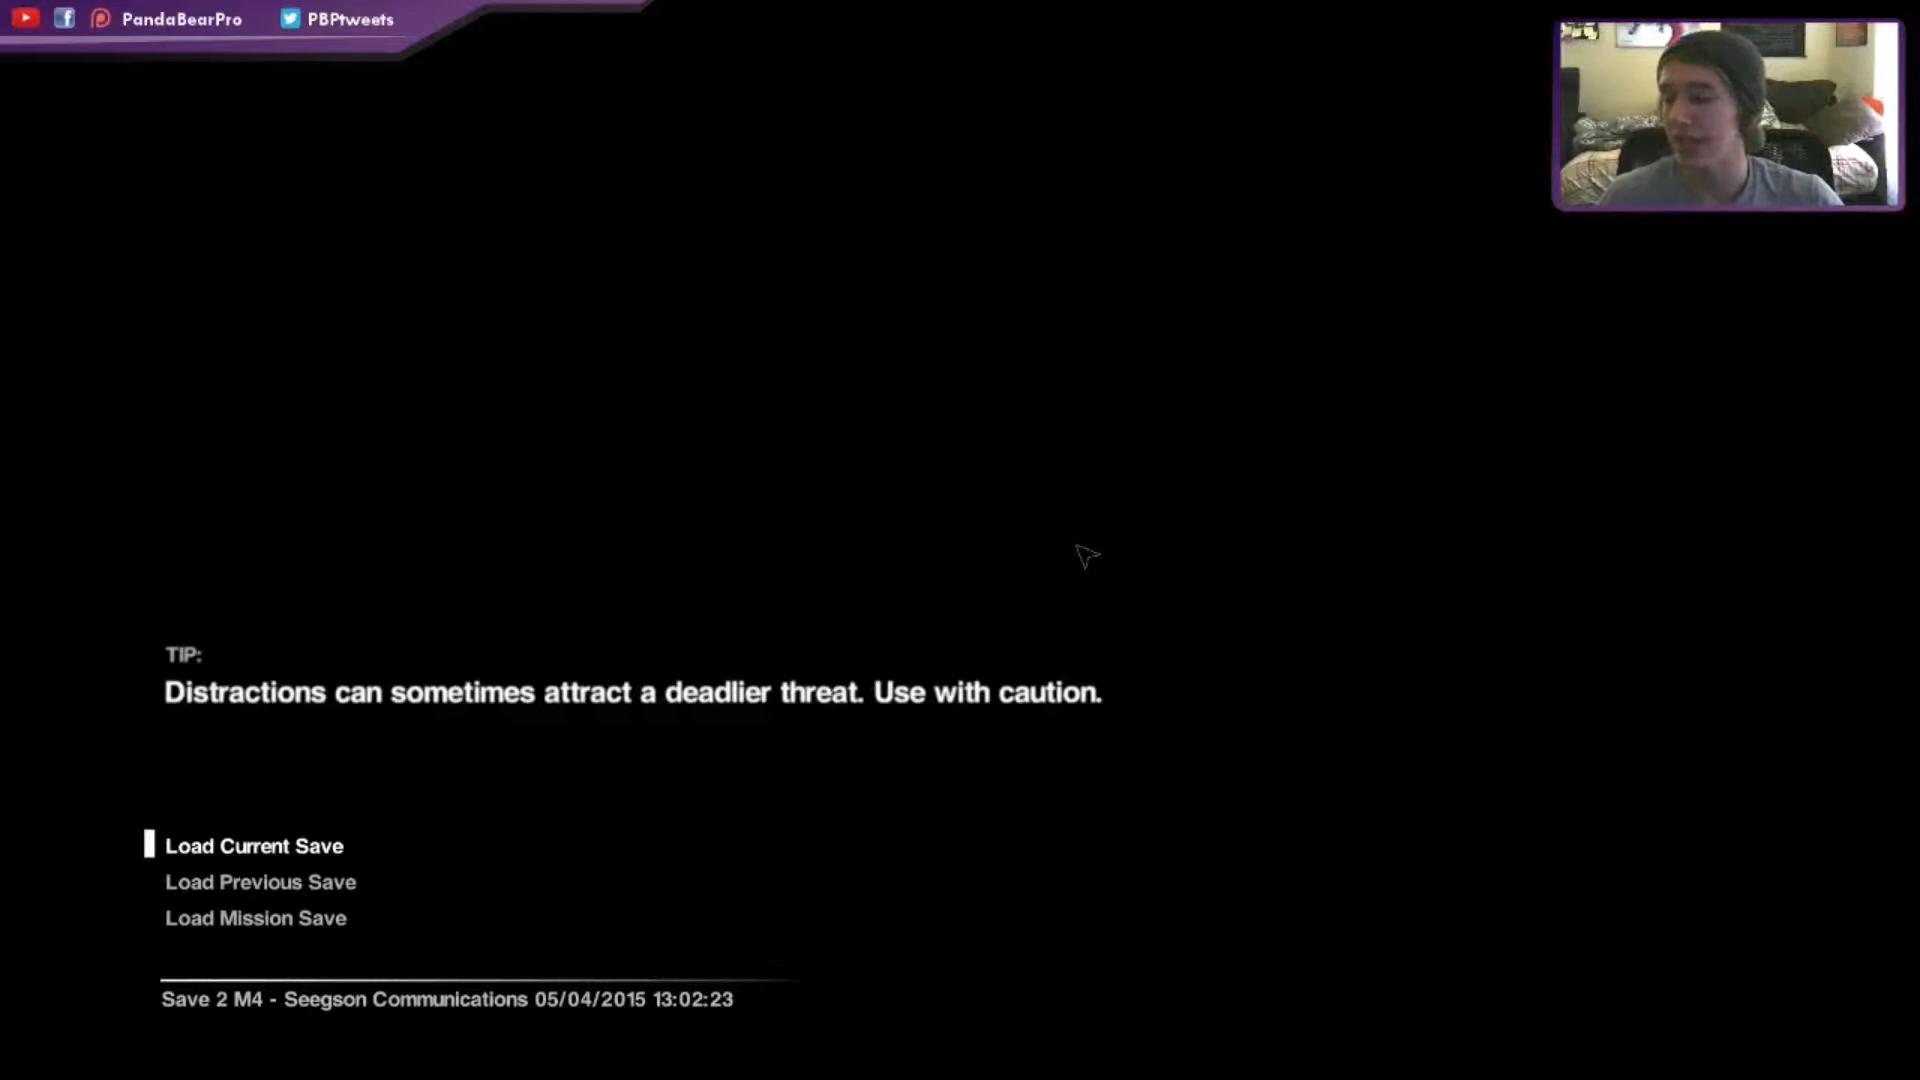 PandaBearPro PBPtweets
TIP:
Distractions can sometimes attract a deadlier threat. Use with caution.
Load Current Save
Load Previous Save
Load Mission Save
Save 2 M4 - Seegson Communications 05/04/2015 13:02:23